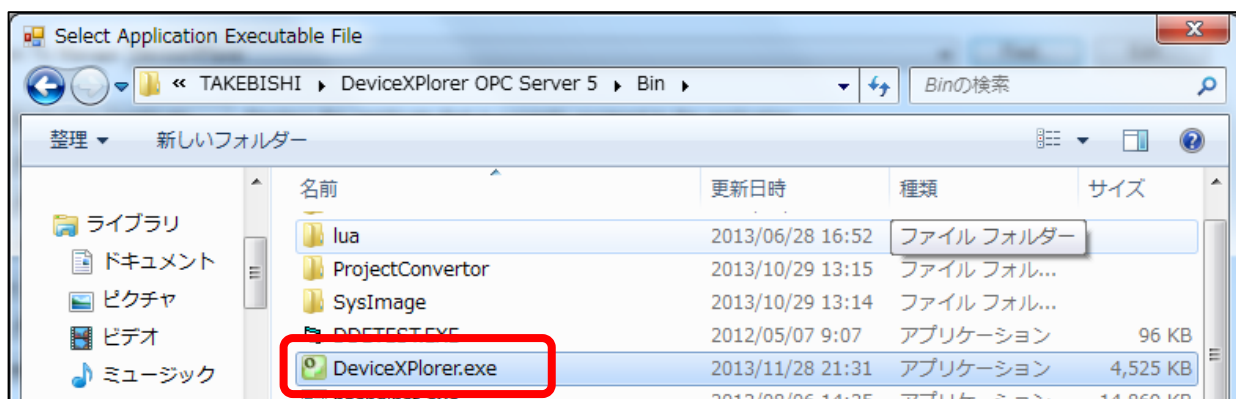 Select Application Executable File
« TAKEBISHI ▸ DeviceXPlorer OPC Server 5 ▸ Bin ▸ Binの検索
整理 ▼ 新しいフォルダー
名前 更新日時 種類 サイズ
ライブラリ
ドキュメント
ピクチャ
ビデオ
ミュージック
lua 2013/06/28 16:52 ファイル フォルダー
ProjectConvertor 2013/10/29 13:15 ファイル フォル...
SysImage 2013/10/29 13:14 ファイル フォル...
DDETEST.EXE 2012/05/07 9:07 アプリケーション 96 KB
DeviceXPlorer.exe 2013/11/28 21:31 アプリケーション 4,525 KB